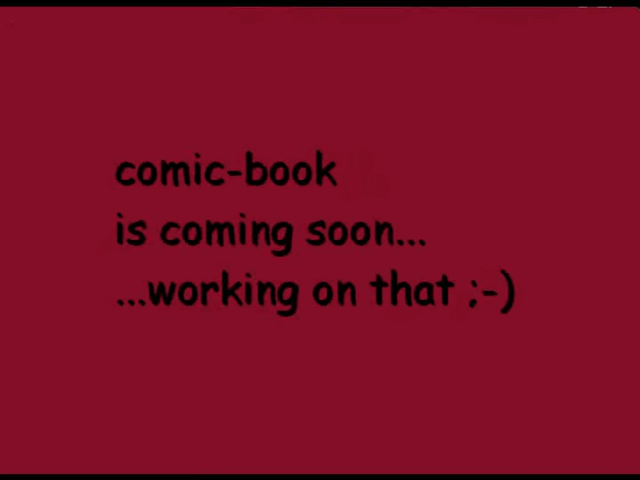 comic-book
is coming soon...
...working on that ;-)